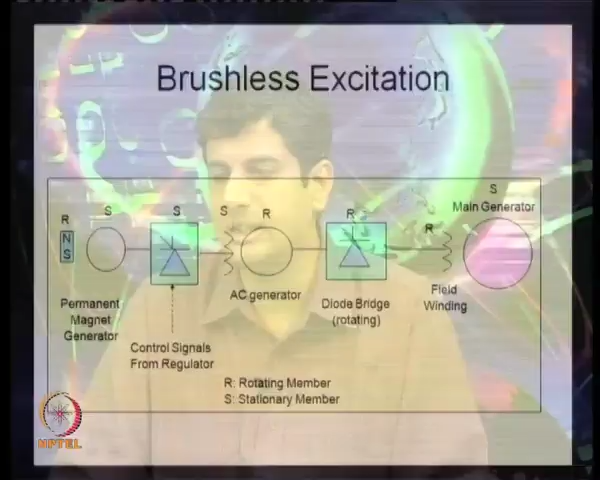 Brushless Excitation
S
Main Generator
R
S
S
S
R
R
R
N
S
Permanent
Magnet
Generator
AC generator
Diode Bridge
(rotating)
Field
Winding
Control Signals
From Regulator
R: Rotating Member
S: Stationary Member
NPTEL